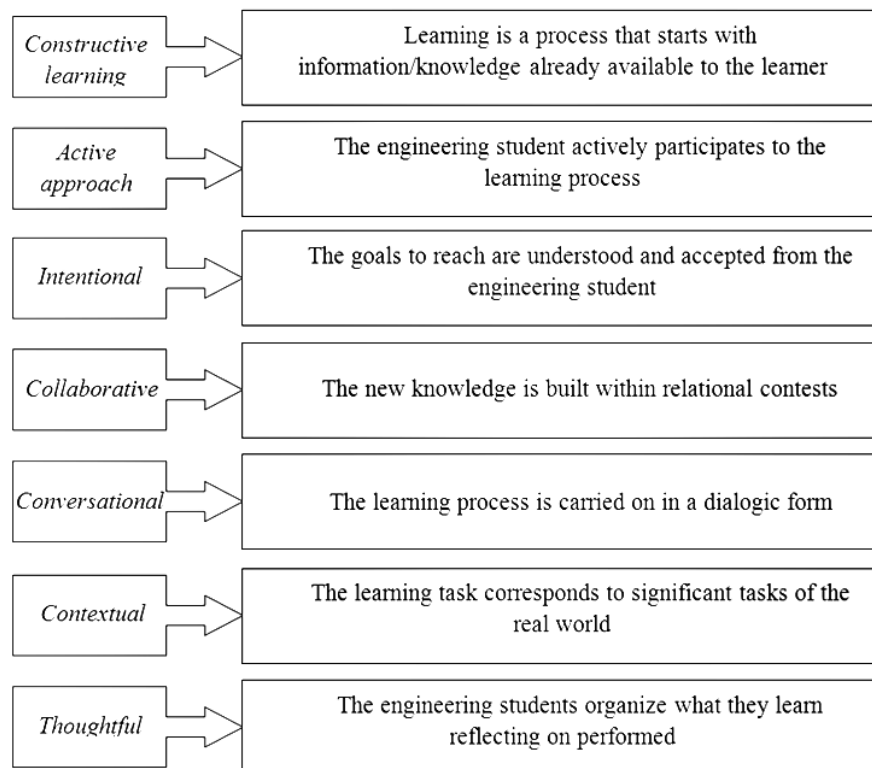 Constructive
learning
Learning is a process that starts with
information/knowledge already available to the learner
Active
approach
The engineering student actively participates to the
learning process
Intentional
The goals to reach are understood and accepted from the
engineering student
Collaborative
The new knowledge is built within relational contests
Conversational
The learning process is carried on in a dialogic form
Contextual
The learning task corresponds to significant tasks of the
real world
Thoughtful
The engineering students organize what they learn
reflecting on performed